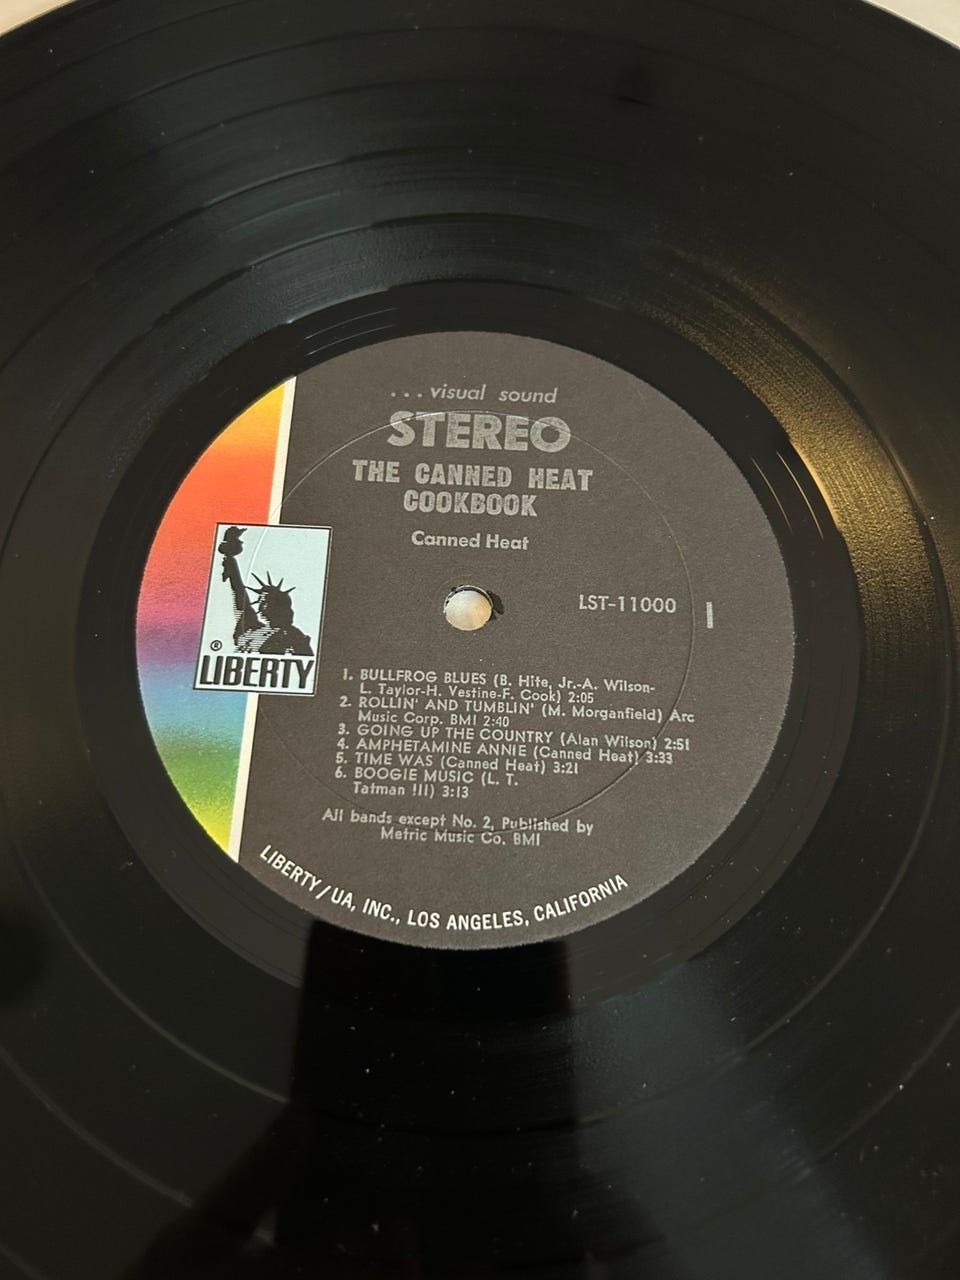 ... visual sound
STEREO
THE CANNED HEAT
COOKBOOK
Canned Heat
LST-11000
1
®
LIBERTY
1. BULLFROG BLUES (B. Hite, Jr.-A. Wilson-
L. Taylor-H. Vestine-F. Cook) 2:05
2. ROLLIN' AND TUMBLIN' (M. Morganfield) Arc
Music Corp. BMI 2:40
3. GOING UP THE COUNTRY (Alan Wilson) 2:51
4. AMPHETAMINE ANNIE (Canned Heat) 3:33
5. TIME WAS (Canned Heat) 3:21
6. BOOGIE MUSIC (L. T.
Tatman III) 3:13
All bands except No. 2, Published by
Metric Music Co. BMI
LIBERTY/UA, INC., LOS ANGELES, CALIFORNIA